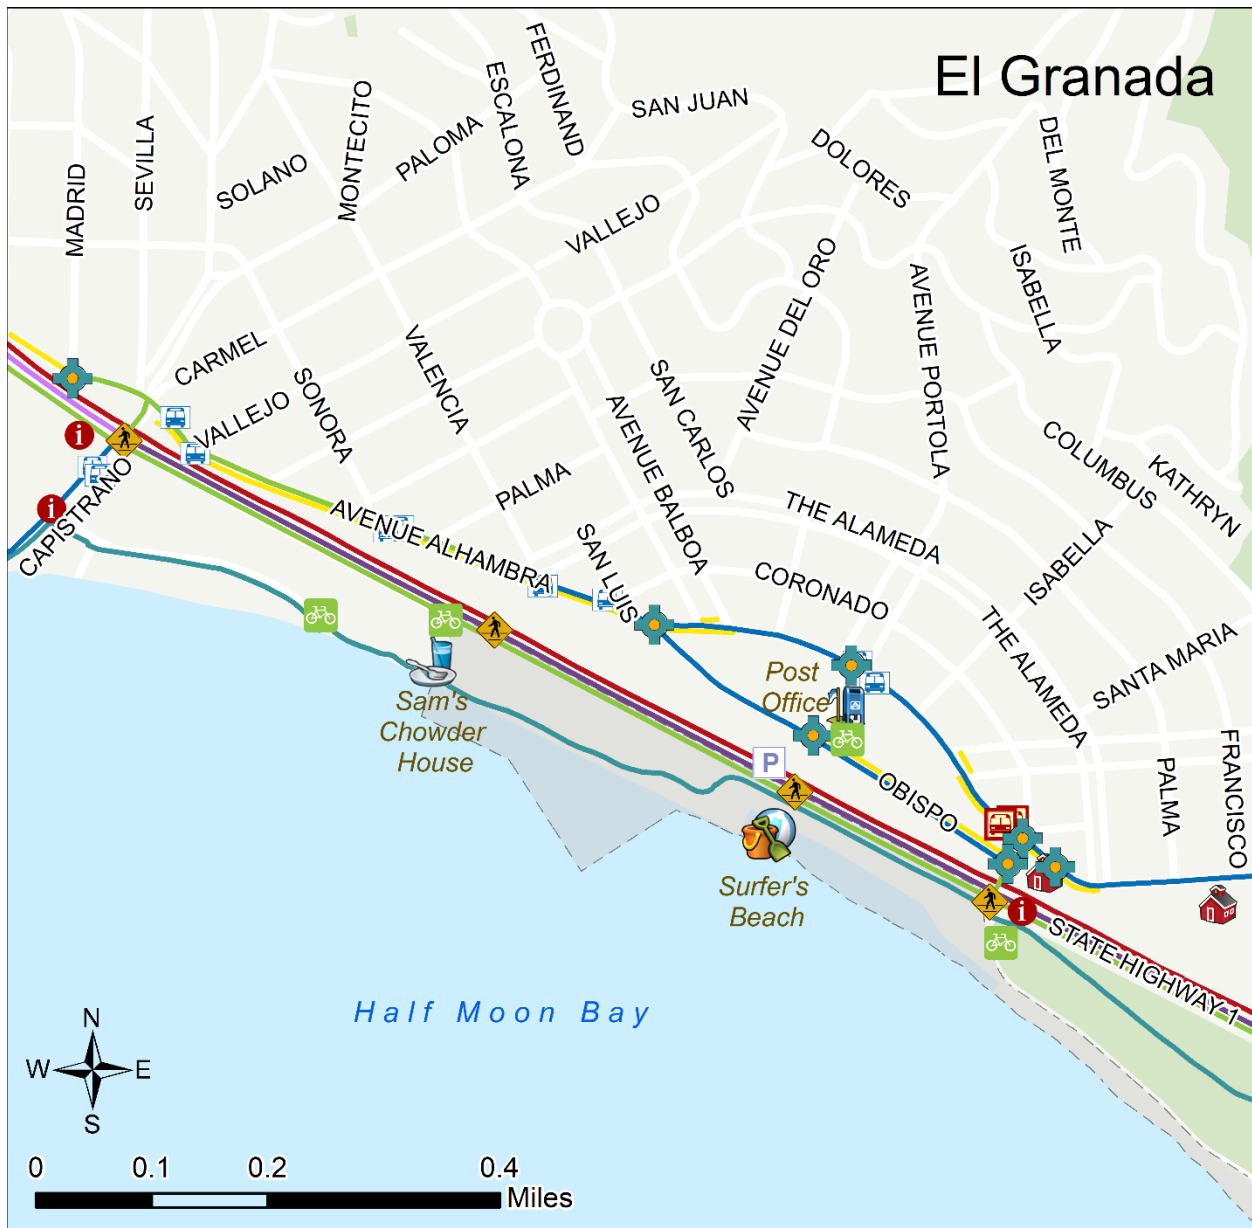 El Granada
FERDINAND
ESCALONA
SAN JUAN
MONTECITO
PALOMA
SEVILLA
SOLANO
MADRID
DOLORES
DEL MONTE
VALLEJO
ISABELLA
AVENUE DEL ORO
AVENUE PORTOLA
CARMEL
VALENCIA
SONORA
VALLEJO
SAN CARLOS
AVENUE BALBOA
COLUMBUS
KATHRYN
PALMA
THE ALAMEDA
ISABELLA
CAPISTRANO
AVENUE ALHAMBRA
SAN LUIS
CORONADO
THE ALAMEDA
SANTA MARIA
i
i
Post
Office
Sam's
Chowder
House
P
OBISPO
PALMA
FRANCISCO
Surfer's
Beach
i
STATE HIGHWAY 1
Half Moon Bay
N
W
E
S
0
0.1
0.2
0.4
Miles